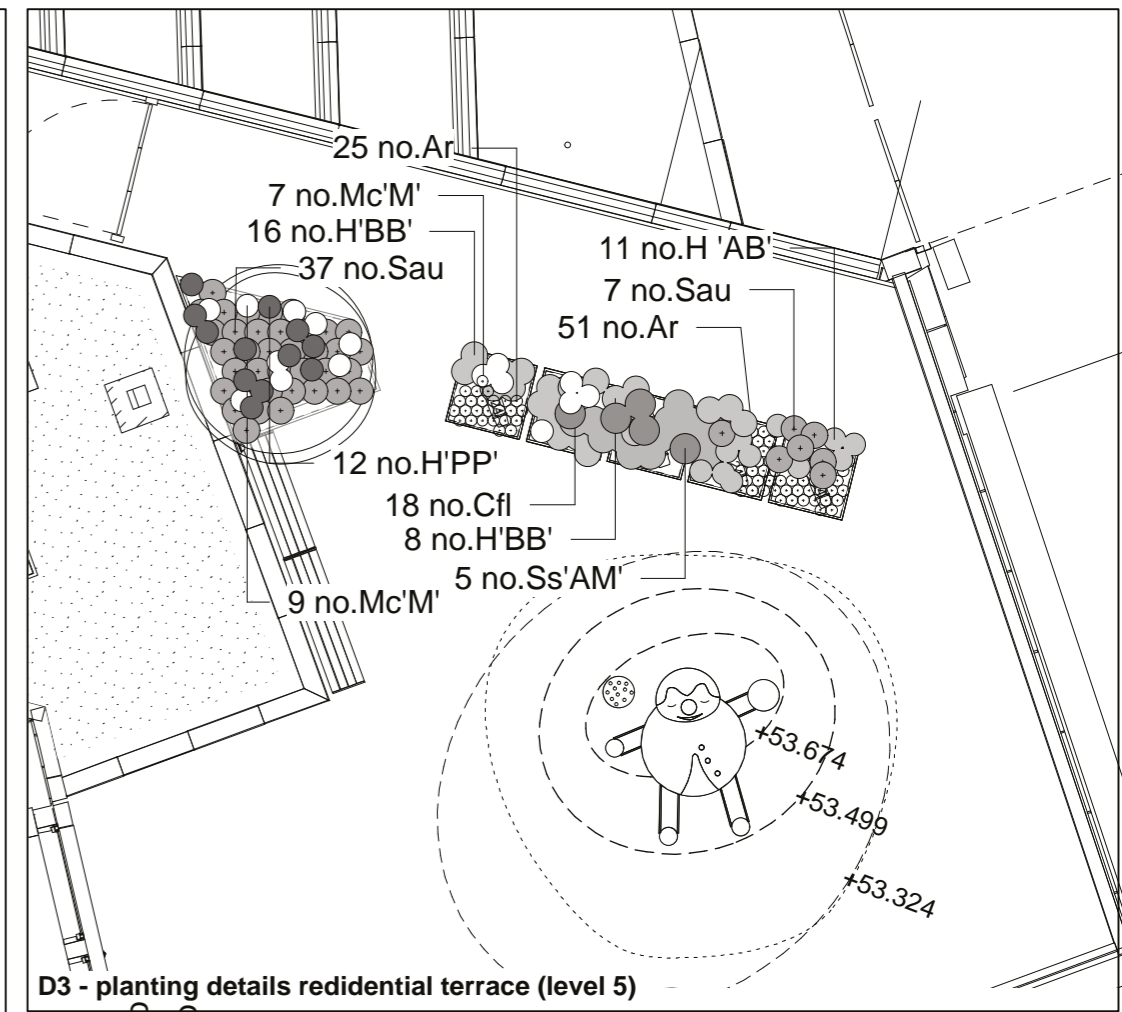 25 no.Ar
7 no.Mc'M'
16 no.H'BB'
37 no.Sau
11 no.H 'AB'
7 no.Sau
51 no.Ar
12 no.H'PP'
18 no.Cfl
8 no.H'BB'
5 no.Ss'AM'
9 no.Mc'M'
+53.674
+53.499
+53.324
D3 - planting details redidential terrace (level 5)